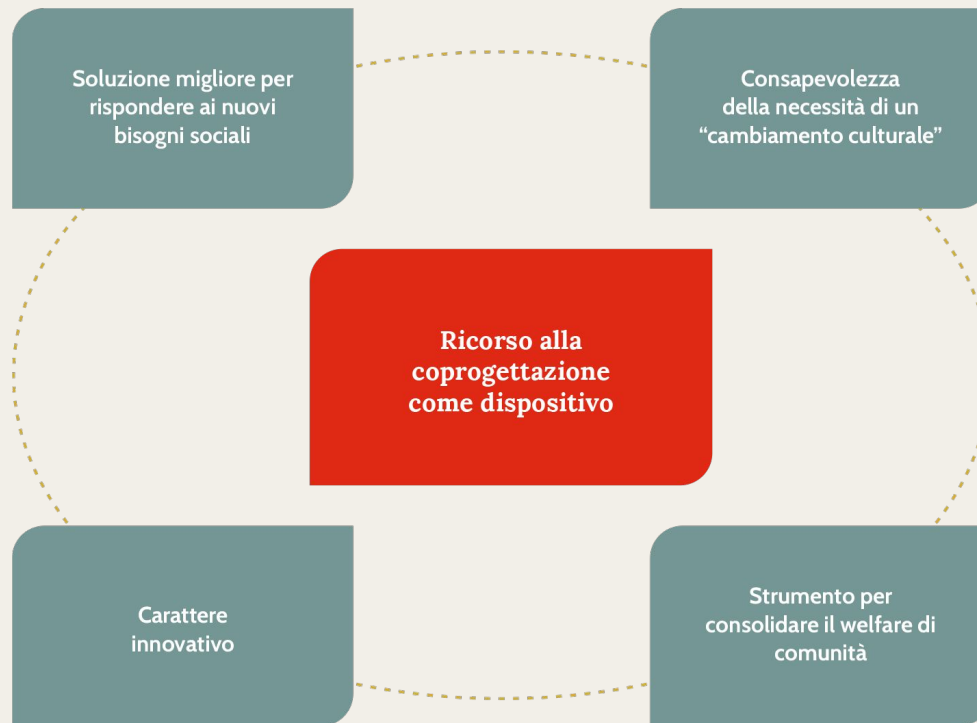 Soluzione migliore per
rispondere ai nuovi
bisogni sociali
Consapevolezza
della necessità di un
“cambiamento culturale”
Ricorso alla
coprogettazione
come dispositivo
Carattere
innovativo
Strumento per
consolidare il welfare di
comunità